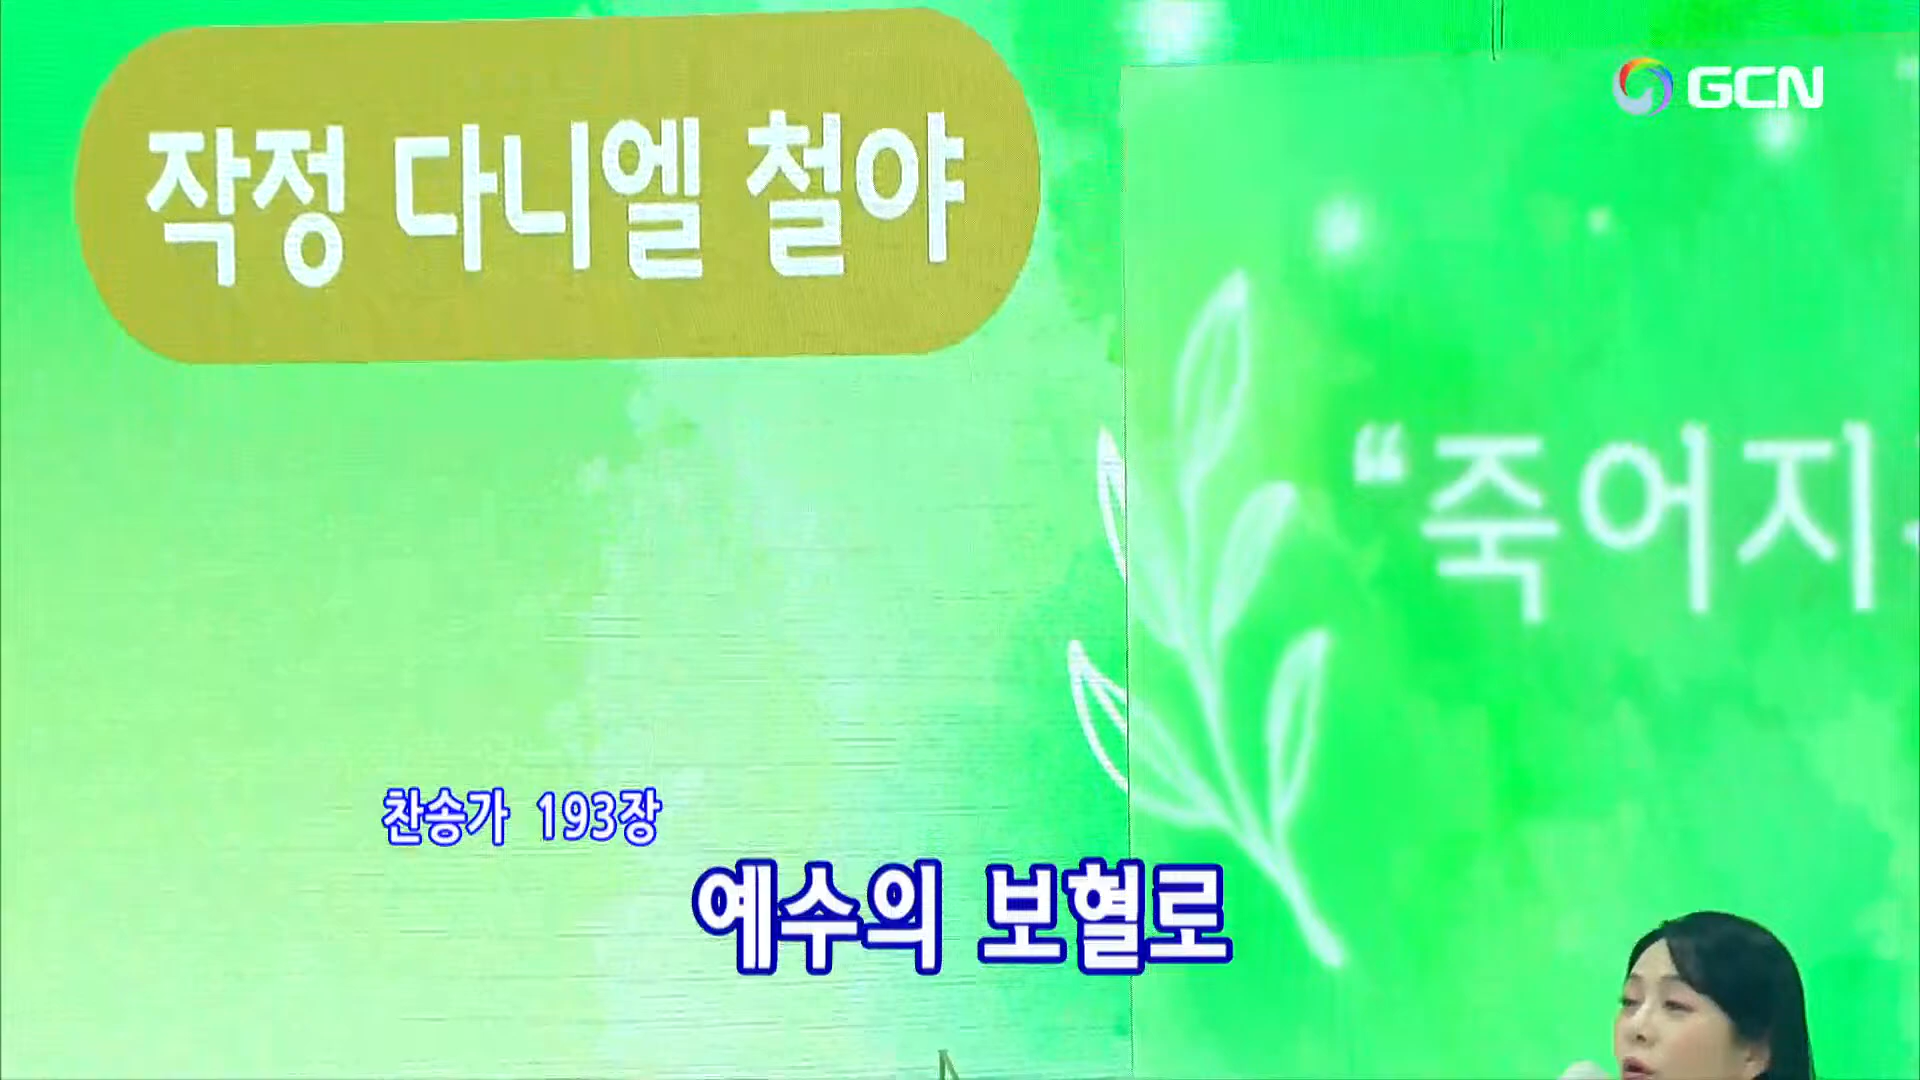 작정 다니엘 철야
GCN
“죽어지
찬송가 193장
예수의 보혈로